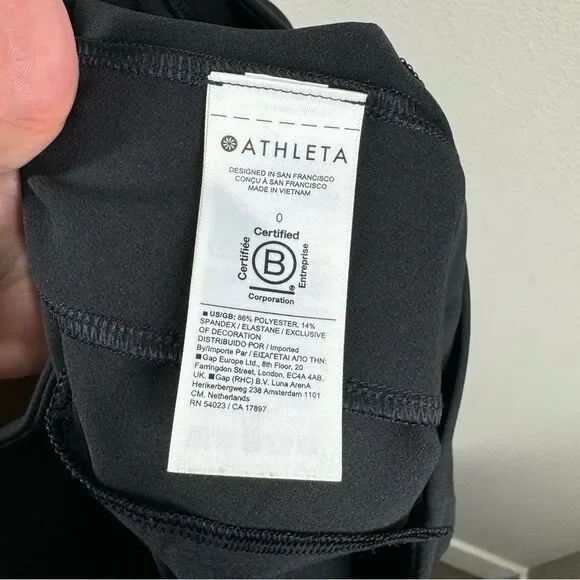 ATHLETA
DESIGNED IN SAN FRANCISCO
CONÇU À SAN FRANCISCO
MADE IN VIETNAM
0
Certified
Certifiée
B
Entreprise
®
Corporation
US/GB: 86% POLYESTER, 14%
SPANDEX / ELASTANE / EXCLUSIVE
OF DECORATION
DISTRIBUIDO POR / Imported
By/Importe Par / ΕΙΣΑΓΕΤΑΙ ΑΠΟ ΤΗΝ:
Gap Europe Ltd., 8th Floor, 20
Farringdon Street, London, EC4A 4AB,
UK. Gap (RHC) B.V. Luna ArenA
Herikerbergweg 238 Amsterdam 1101
CM, Netherlands
RN 54023 / CA 17897